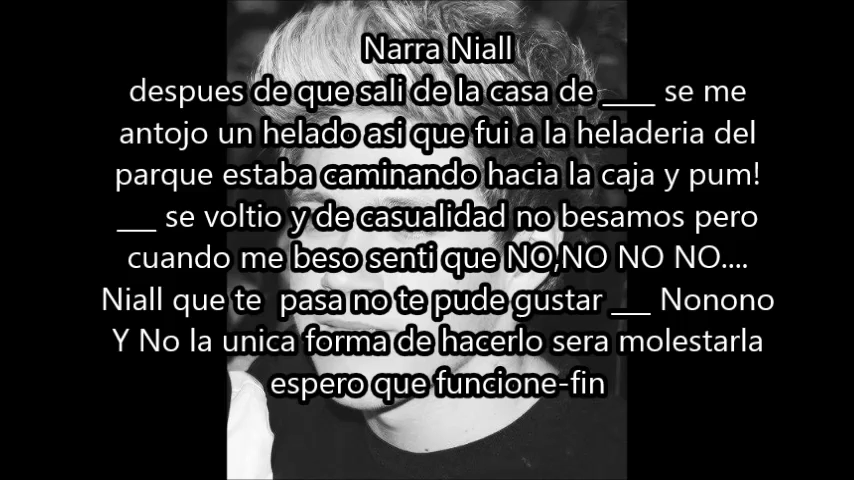 Narra Niall
despues de que sali de la casa de ____ se me
antojo un helado asi que fui a la heladeria del
parque estaba caminando hacia la caja y pum!
___ se voltio y de casualidad no besamos pero
cuando me beso senti que NO,NO NO NO....
Niall que te  pasa no te pude gustar ___ Nonono
Y No la unica forma de hacerlo sera molestarla
espero que funcione-fin